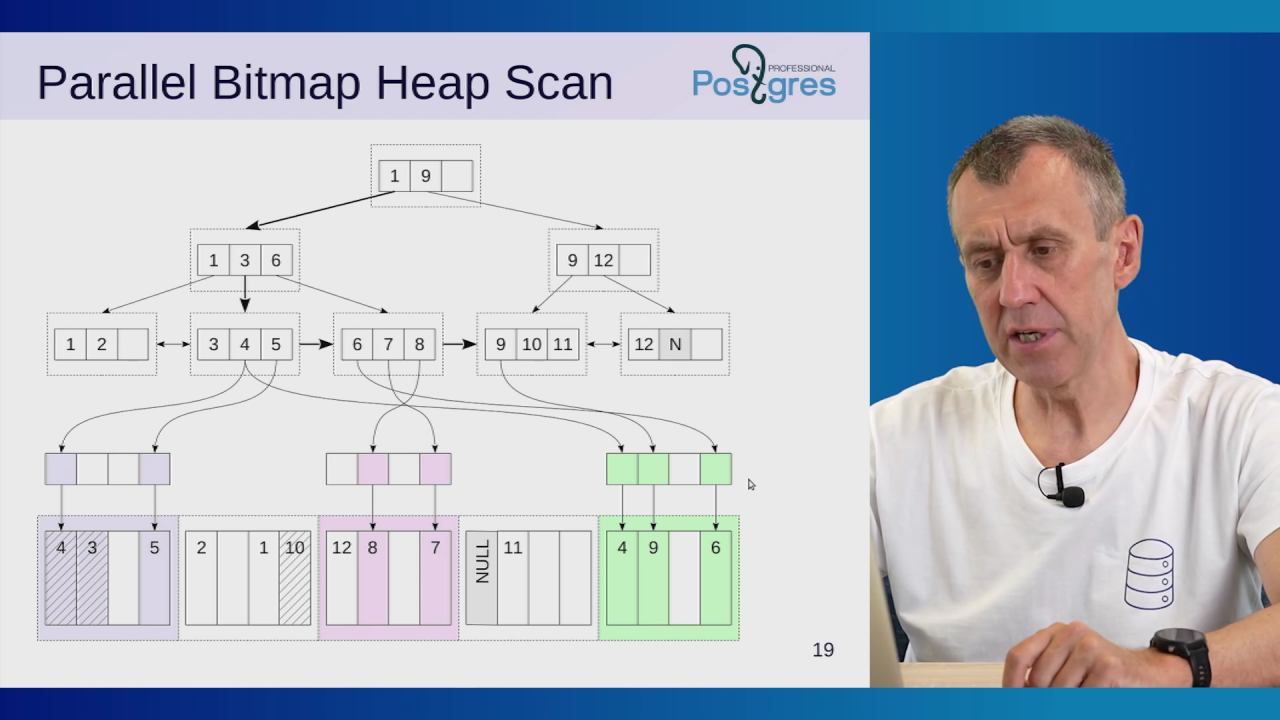 Parallel Bitmap Heap Scan
PROFESSIONAL
Postgres
1 9
1 3 6
9 12
1 2
3 4 5
6 7 8
9 10 11
12 N
4 3 5
2 1 10
12 8 7
NULL 11
4 9 6
19